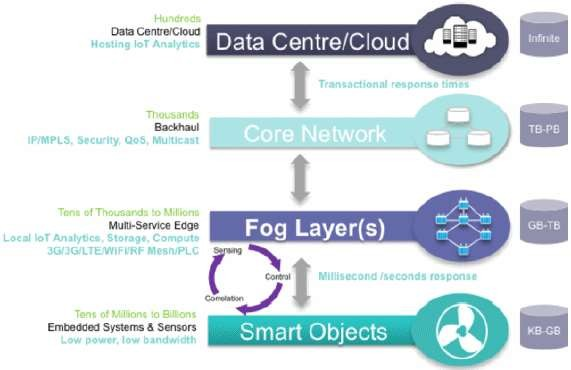 Hundreds
Data Centre/Cloud
Hosting IoT Analytics
Data Centre/Cloud
Infinite
Transactional response times
Thousands
Backhaul
IP/MPLS, Security, QoS, Multicast
Core Network
TB-PB
Tens of Thousands to Millions
Multi-Service Edge
Local IoT Analytics, Storage, Compute
3G/3G/LTE/WiFi/RF Mesh/PLC
Fog Layer(s)
GB-TB
Sensing
Control
Correlation
Millisecond /seconds response
Tens of Millions to Billions
Embedded Systems & Sensors
Low power, low bandwidth
Smart Objects
KB-GB